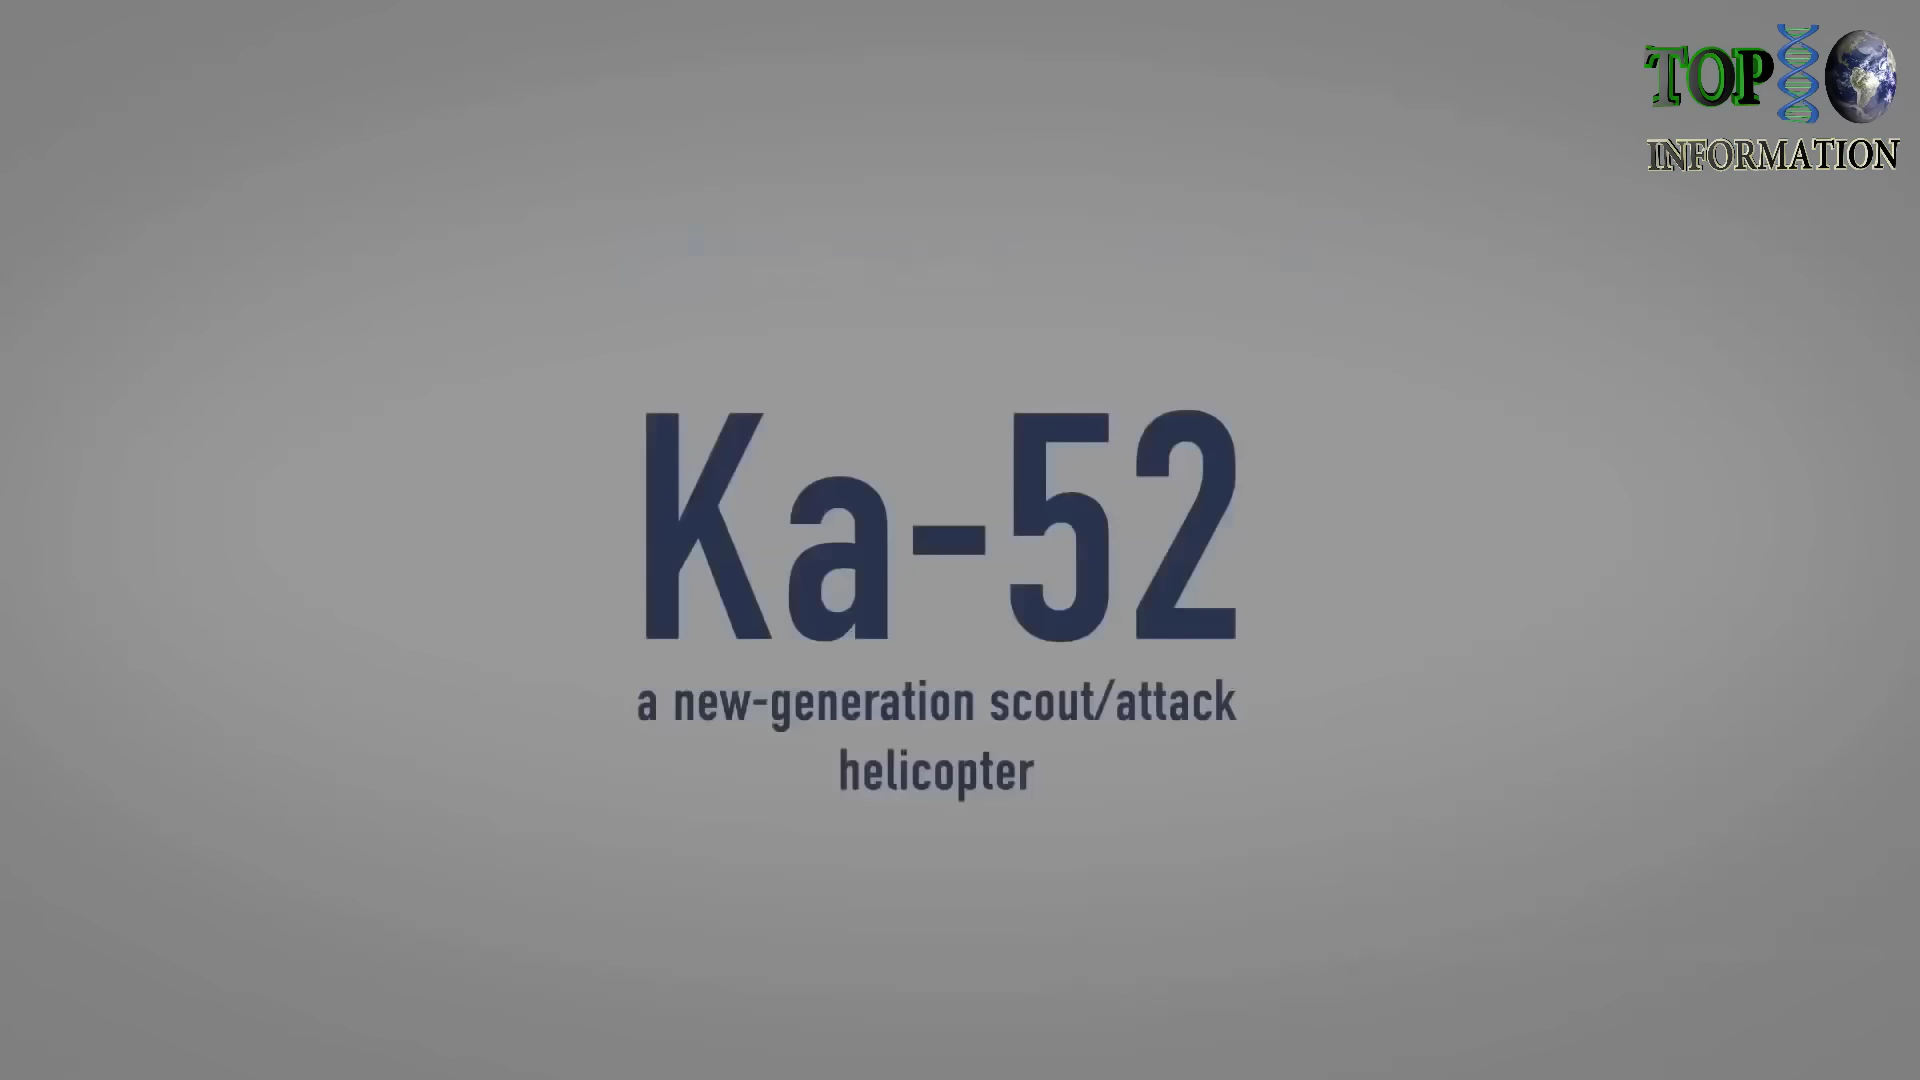 TOP
INFORMATION
Ka-52
a new-generation scout/attack
helicopter